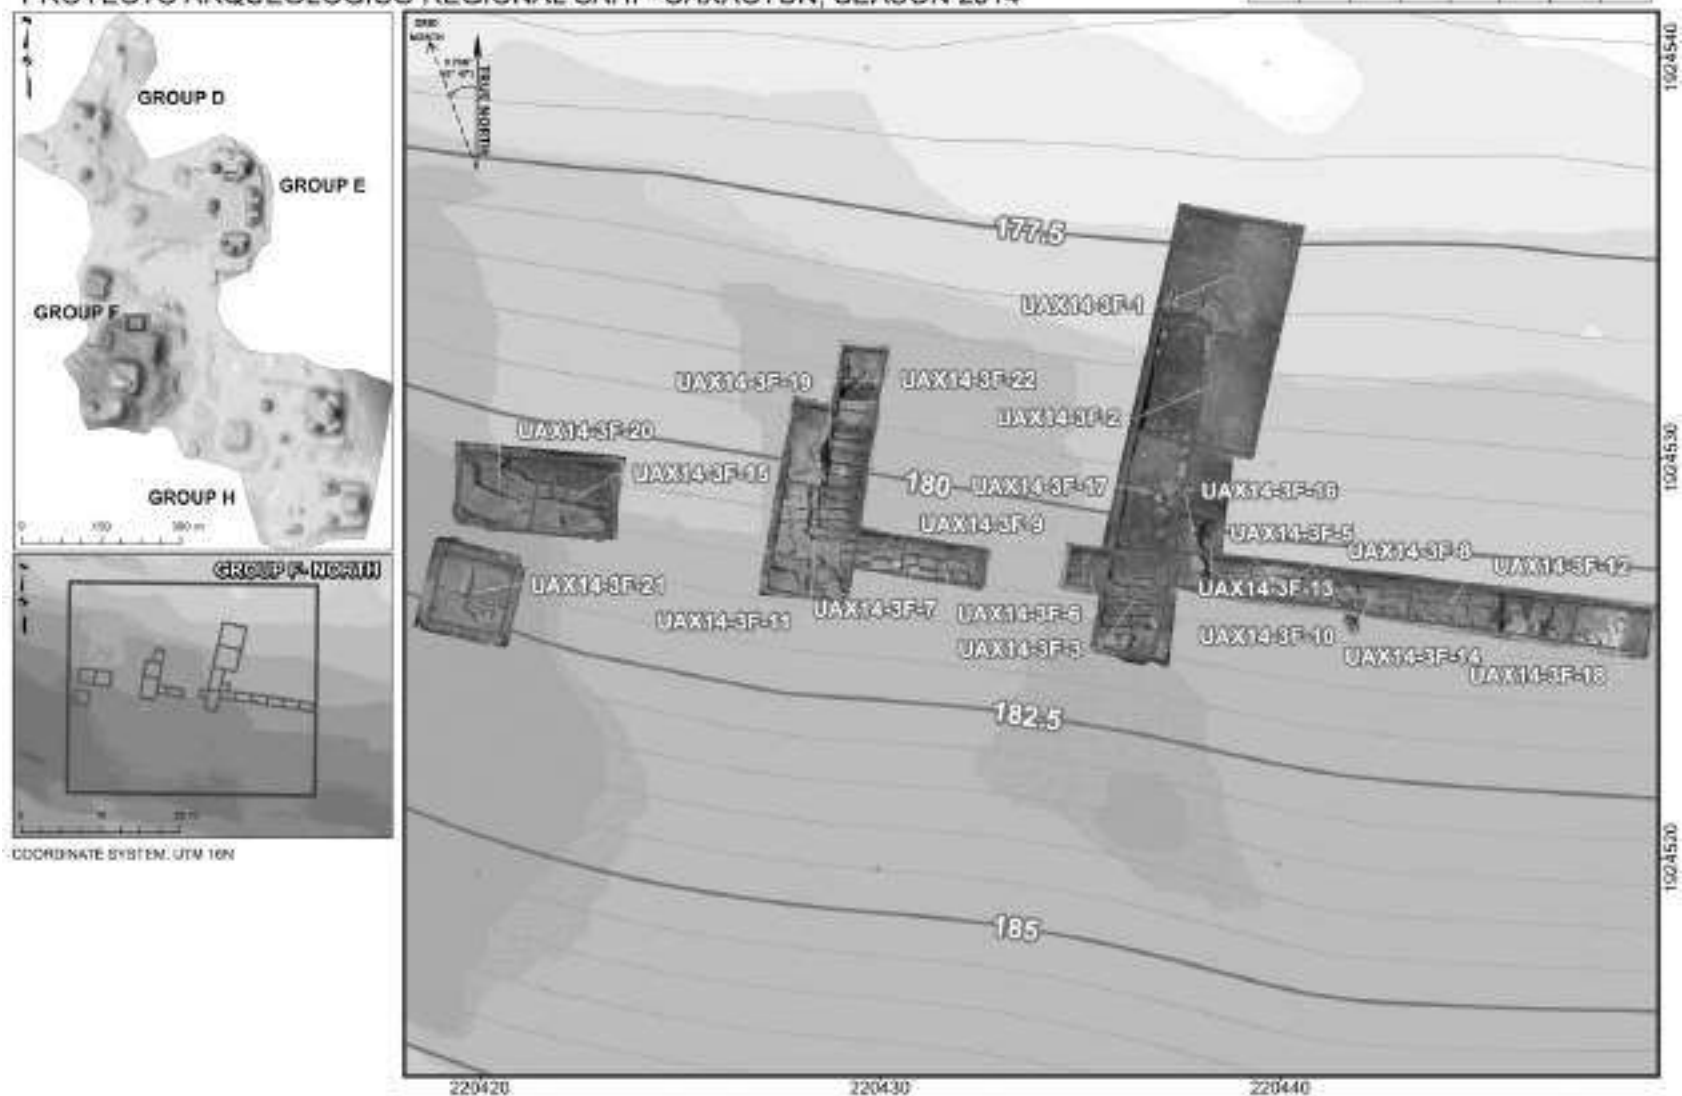 PROYECTO ARQUEOLÓGICO REGIONAL SAHI - UAXACTUN, SEASON 2014
GROUP D
GROUP E
GROUP F
GROUP H
GROUP F- NORTH
COORDINATE SYSTEM: UTM 16N
GRID
NORTH
TRUE NORTH
177.5
UAX14-3F-1
UAX14-3F-19
UAX14-3F-22
UAX14-3F-2
UAX14-3F-20
UAX14-3F-15
180
UAX14-3F-17
UAX14-3F-16
UAX14-3F-9
UAX14-3F-5
UAX14-3F-8
UAX14-3F-12
UAX14-3F-21
UAX14-3F-13
UAX14-3F-11
UAX14-3F-7
UAX14-3F-6
UAX14-3F-10
UAX14-3F-3
UAX14-3F-14
UAX14-3F-18
182.5
185
1924540
1924530
1924520
220420
220430
220440